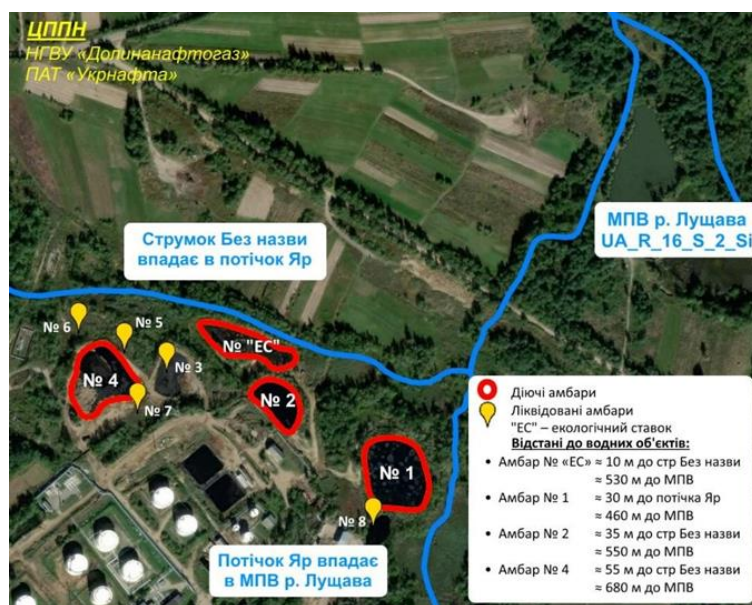 ЦППН
НГВУ «Долинанафтогаз»
ПАТ «Укрнафта»
МПВ р. Лущава
UA_R_16_S_2_Si
Струмок Без назви
впадає в потічок Яр
№ 6
№ 5
№ "ЕС"
№ 3
№ 4
№ 7
№ 2
№ 1
№ 8
Потічок Яр впадає
в МПВ р. Лущава
Діючі амбари
Ліквідовані амбари
"ЕС" – екологічний ставок
Відстані до водних об'єктів:
• Амбар № «ЕС» ≈ 10 м до стр Без назви
≈ 530 м до МПВ
• Амбар № 1 ≈ 30 м до потічка Яр
≈ 460 м до МПВ
• Амбар № 2 ≈ 35 м до стр Без назви
≈ 550 м до МПВ
• Амбар № 4 ≈ 55 м до стр Без назви
≈ 680 м до МПВ